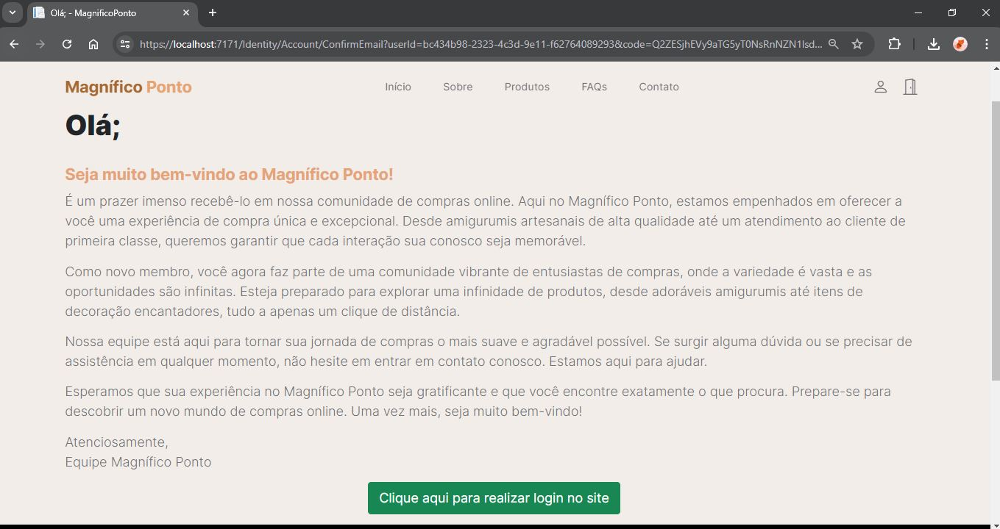 Olá; - MagnificoPonto
https://localhost:7171/Identity/Account/ConfirmEmail?userId=bc434b98-2323-4c3d-9e11-f62764089293&code=Q2ZESjhEVy9aTG5yT0NsRnNZN1lsd...
Magnífico Ponto
Início Sobre Produtos FAQs Contato
Olá;
Seja muito bem-vindo ao Magnífico Ponto!
É um prazer imenso recebê-lo em nossa comunidade de compras online. Aqui no Magnífico Ponto, estamos empenhados em oferecer a
você uma experiência de compra única e excepcional. Desde amigurumis artesanais de alta qualidade até um atendimento ao cliente de
primeira classe, queremos garantir que cada interação sua conosco seja memorável.
Como novo membro, você agora faz parte de uma comunidade vibrante de entusiastas de compras, onde a variedade é vasta e as
oportunidades são infinitas. Esteja preparado para explorar uma infinidade de produtos, desde adoráveis amigurumis até itens de
decoração encantadores, tudo a apenas um clique de distância.
Nossa equipe está aqui para tornar sua jornada de compras o mais suave e agradável possível. Se surgir alguma dúvida ou se precisar de
assistência em qualquer momento, não hesite em entrar em contato conosco. Estamos aqui para ajudar.
Esperamos que sua experiência no Magnífico Ponto seja gratificante e que você encontre exatamente o que procura. Prepare-se para
descobrir um novo mundo de compras online. Uma vez mais, seja muito bem-vindo!
Atenciosamente,
Equipe Magnífico Ponto
Clique aqui para realizar login no site